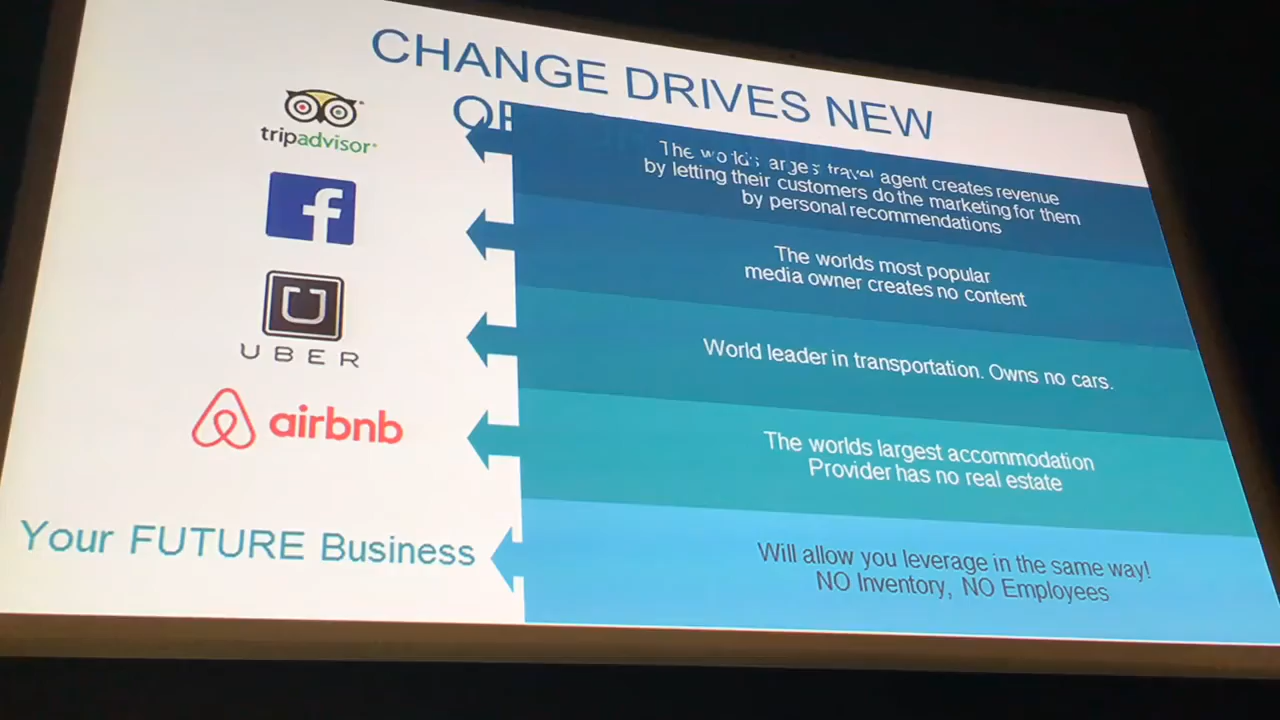 CHANGE DRIVES NEW
tripadvisor
The worlds largest travel agent creates revenue
by letting their customers do the marketing for them
by personal recommendations
f
The worlds most popular
media owner creates no content
U
UBER
World leader in transportation. Owns no cars.
airbnb
The worlds largest accommodation
Provider has no real estate
Your FUTURE Business
Will allow you leverage in the same way!
NO Inventory, NO Employees